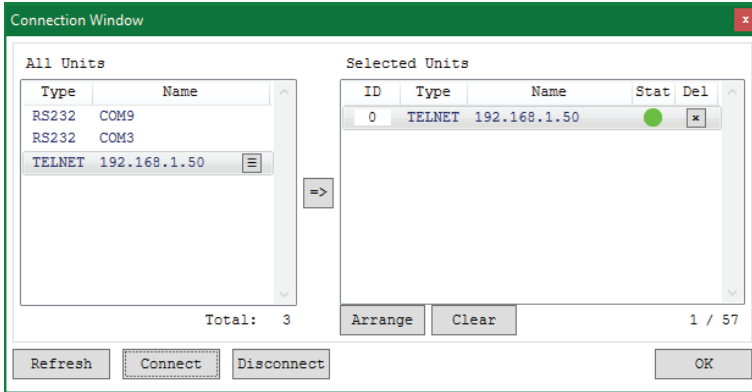 Connection Window x
All Units
Type Name
RS232 COM9
RS232 COM3
TELNET 192.168.1.50
Total: 3
=>
Selected Units
ID Type Name Stat Del
0 TELNET 192.168.1.50 x
Arrange Clear 1 / 57
Refresh Connect Disconnect OK